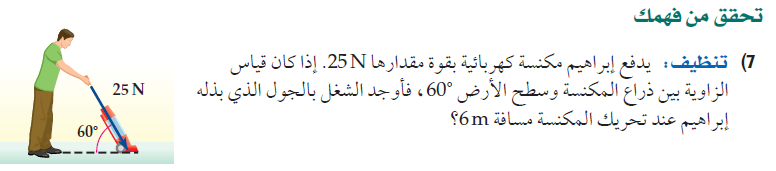 تحقق من فهمك
7) تنظيف: يدفع إبراهيم مكنسة كهربائية بقوة مقدارها 25 N. إذا كان قياس
الزاوية بين ذراع المكنسة وسطح الأرض 60°، فأوجد الشغل بالجول الذي بذله
إبراهيم عند تحريك المكنسة مسافة 6 m؟
25 N
60°